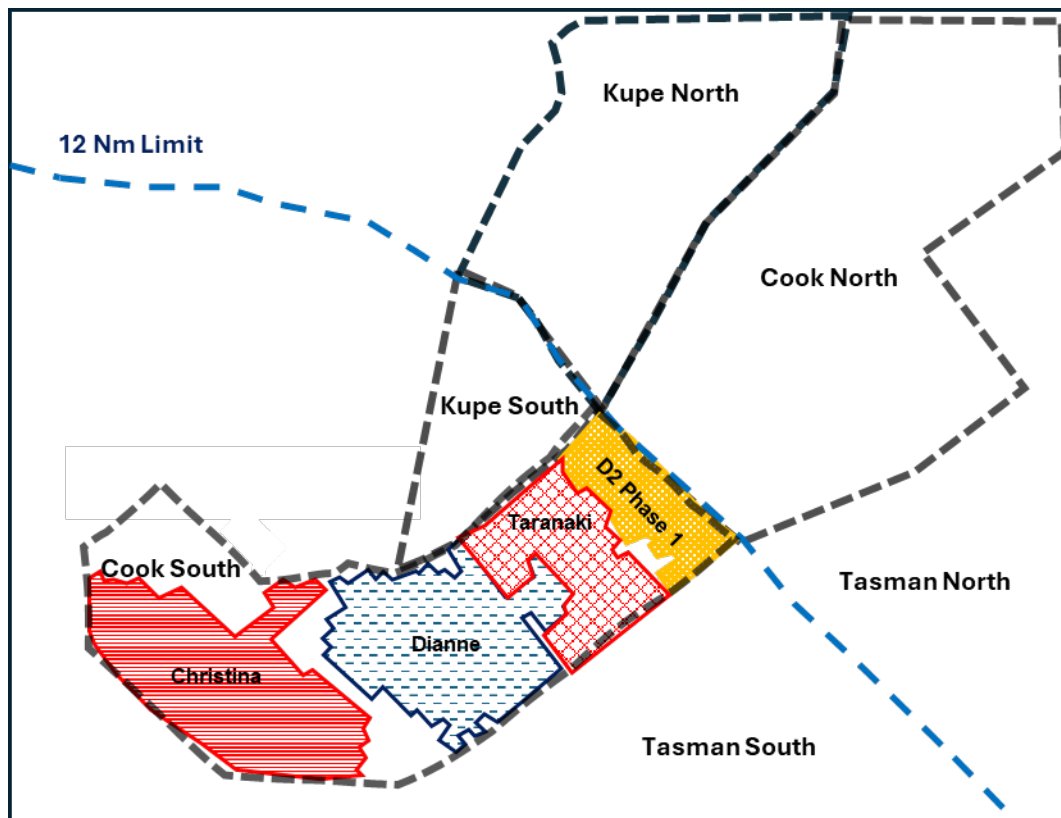 Kupe North
12 Nm Limit
Cook North
Kupe South
D2 Phase 1
Taranaki
Cook South
Tasman North
Dianne
Christina
Tasman South